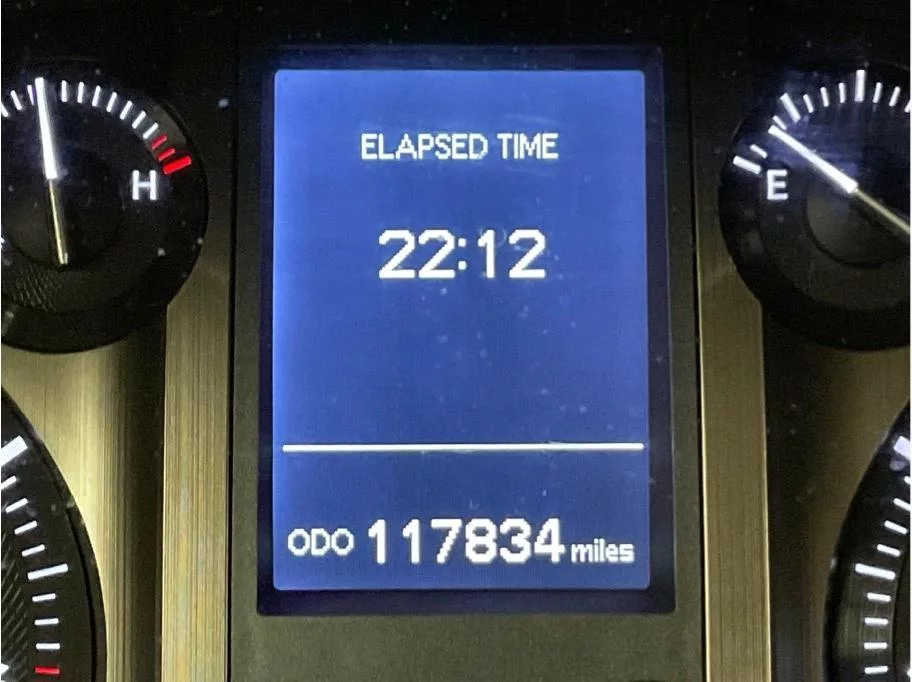 ELAPSED TIME
H
E
22:12
ODO 117834 miles